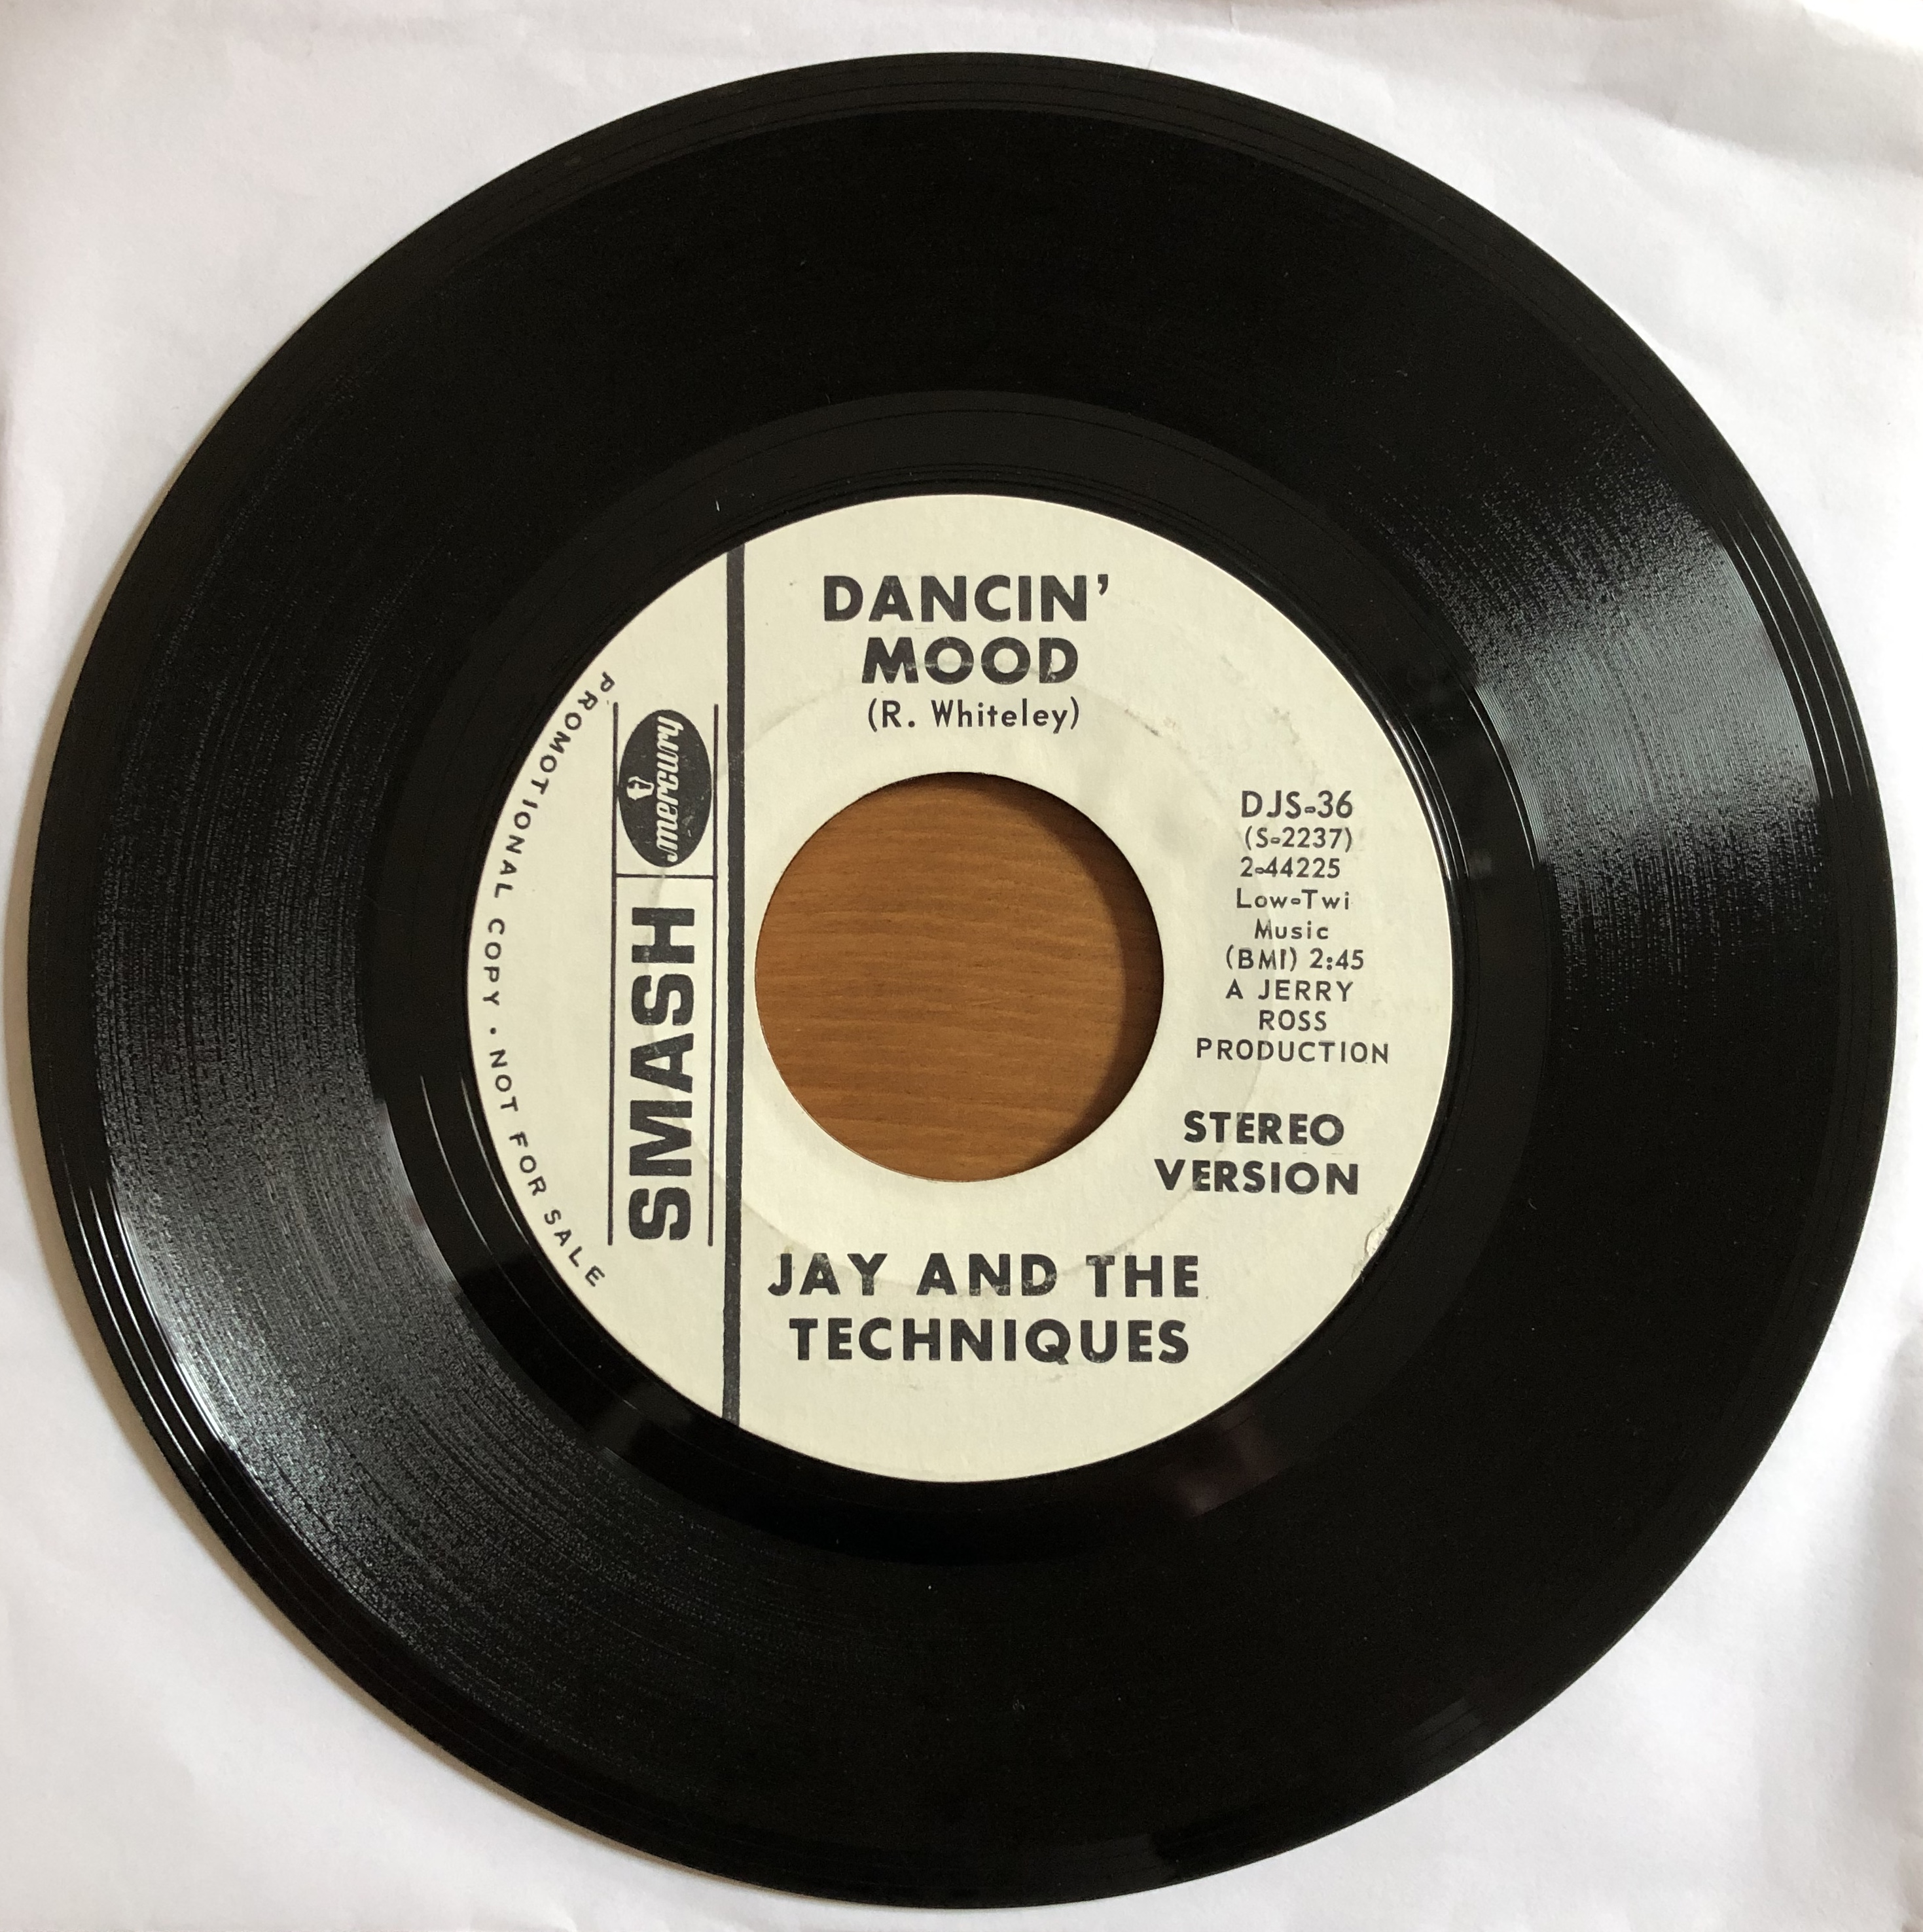 DANCIN'
MOOD
(R. Whiteley)
PROMOTIONAL COPY · NOT FOR SALE
mercury
SMASH
DJS-36
(S-2237)
2-44225
Low-Twi
Music
(BMI) 2:45
A JERRY
ROSS
PRODUCTION
STEREO
VERSION
JAY AND THE
TECHNIQUES